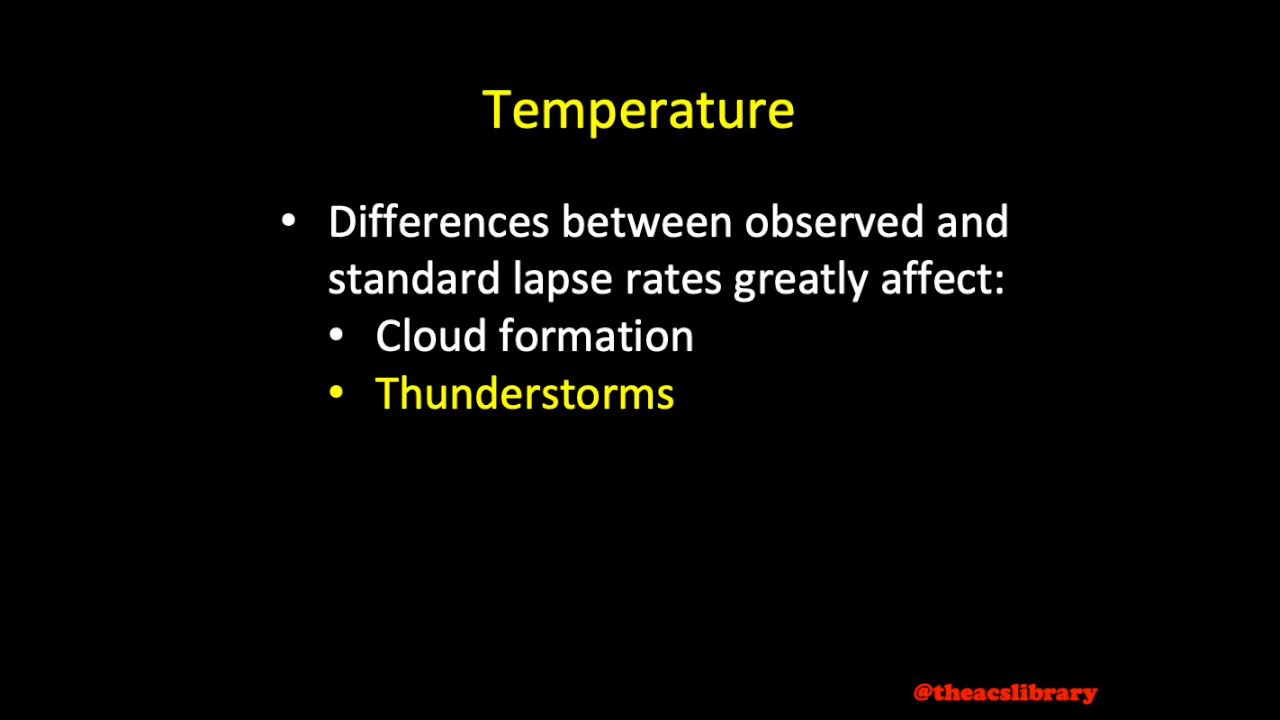 Temperature
• Differences between observed and
standard lapse rates greatly affect:
• Cloud formation
• Thunderstorms
@theacslibrary